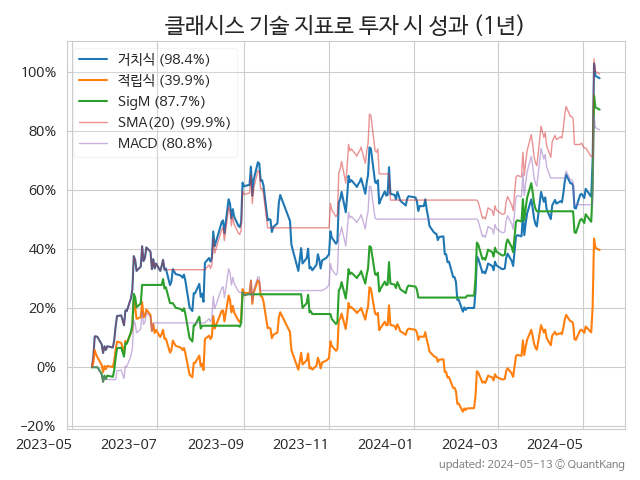 클래시스 기술 지표로 투자 시 성과 (1년)
거치식 (98.4%)
적립식 (39.9%)
SigM (87.7%)
SMA(20) (99.9%)
MACD (80.8%)
100%
80%
60%
40%
20%
0%
−20%
2023-05 2023-07 2023-09 2023-11 2024-01 2024-03 2024-05
updated: 2024-05-13 ⓒ QuantKang